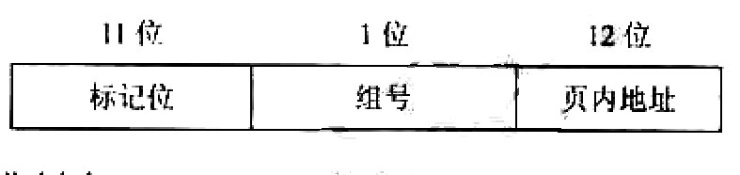 11 位 1 位 12 位
标记位 组号 页内地址